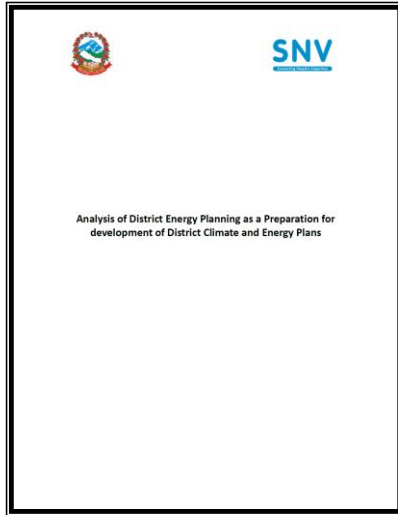 SNV
Analysis of District Energy Planning as a Preparation for
development of District Climate and Energy Plans